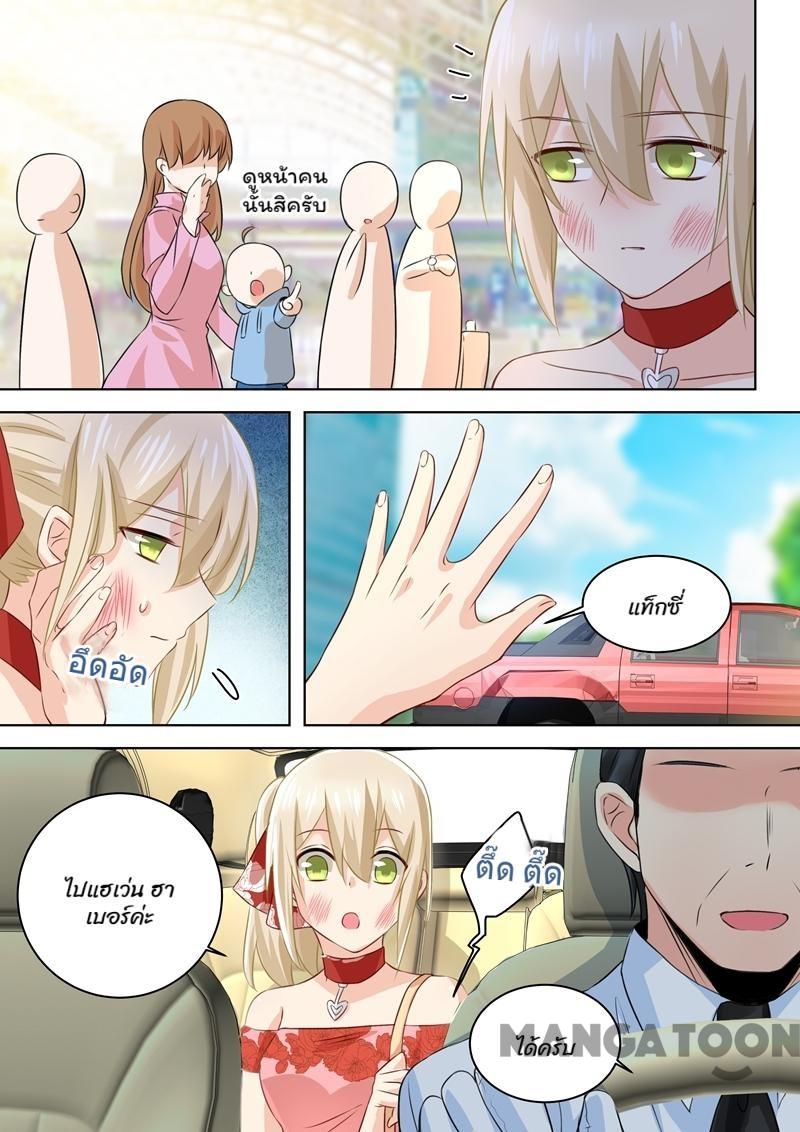 ดูหน้าคน
นั้นสิครับ
อึดอัด
แท็กซี่
ไปแฮเว่น ฮา
เบอร์ค่ะ
ตื๊ด ตื๊ด
ได้ครับ
MANGATOON